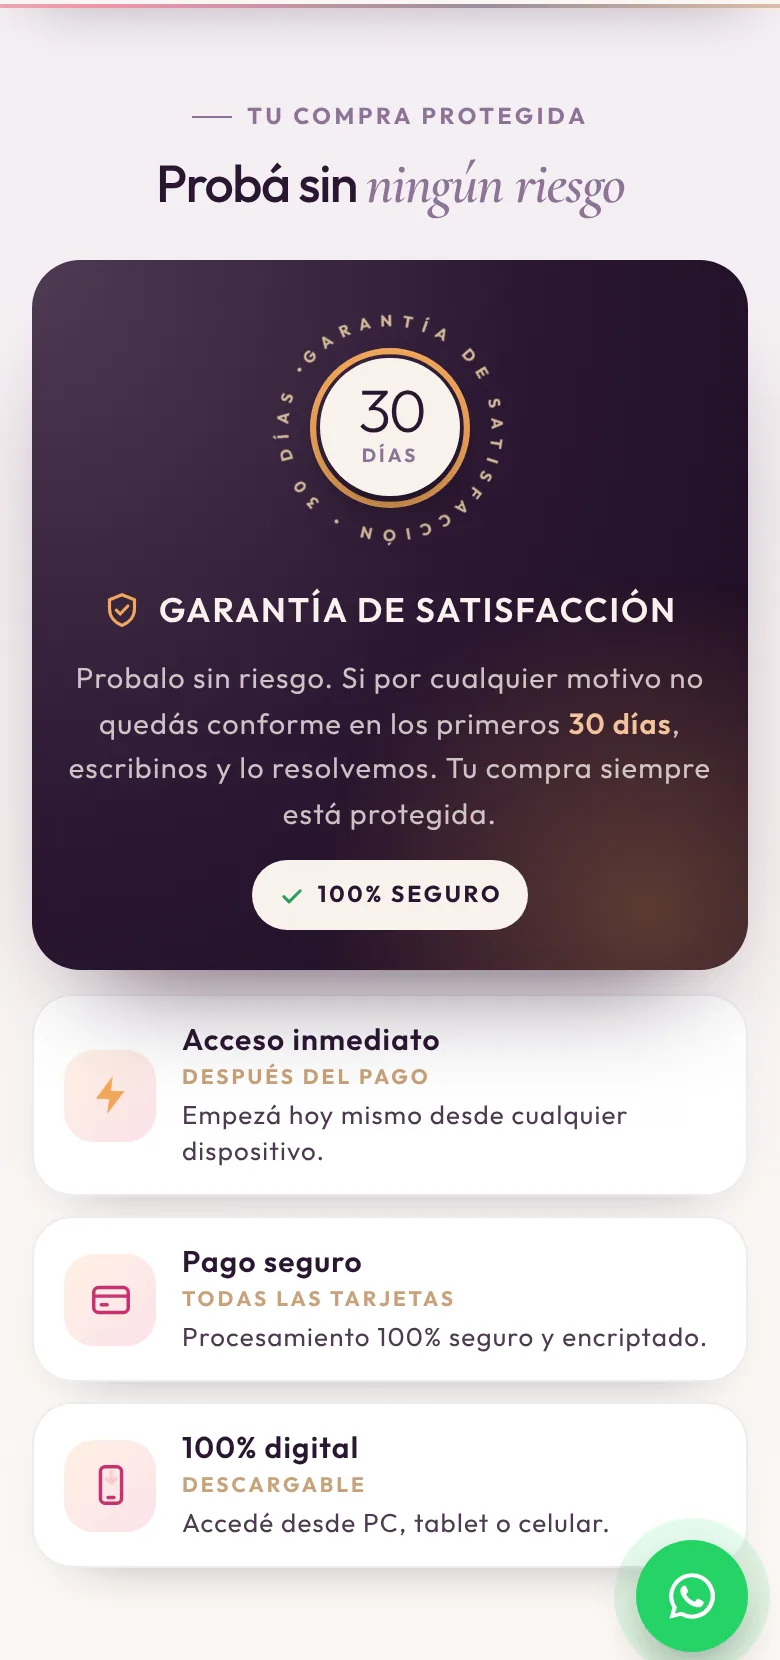 TU COMPRA PROTEGIDA
Probá sin ningún riesgo
GARANTÍA DE SATISFACCIÓN • 30 DÍAS •
30
DÍAS
GARANTÍA DE SATISFACCIÓN
Probalo sin riesgo. Si por cualquier motivo no
quedás conforme en los primeros 30 días,
escribinos y lo resolvemos. Tu compra siempre
está protegida.
100% SEGURO
Acceso inmediato
DESPUÉS DEL PAGO
Empezá hoy mismo desde cualquier
dispositivo.
Pago seguro
TODAS LAS TARJETAS
Procesamiento 100% seguro y encriptado.
100% digital
DESCARGABLE
Accedé desde PC, tablet o celular.